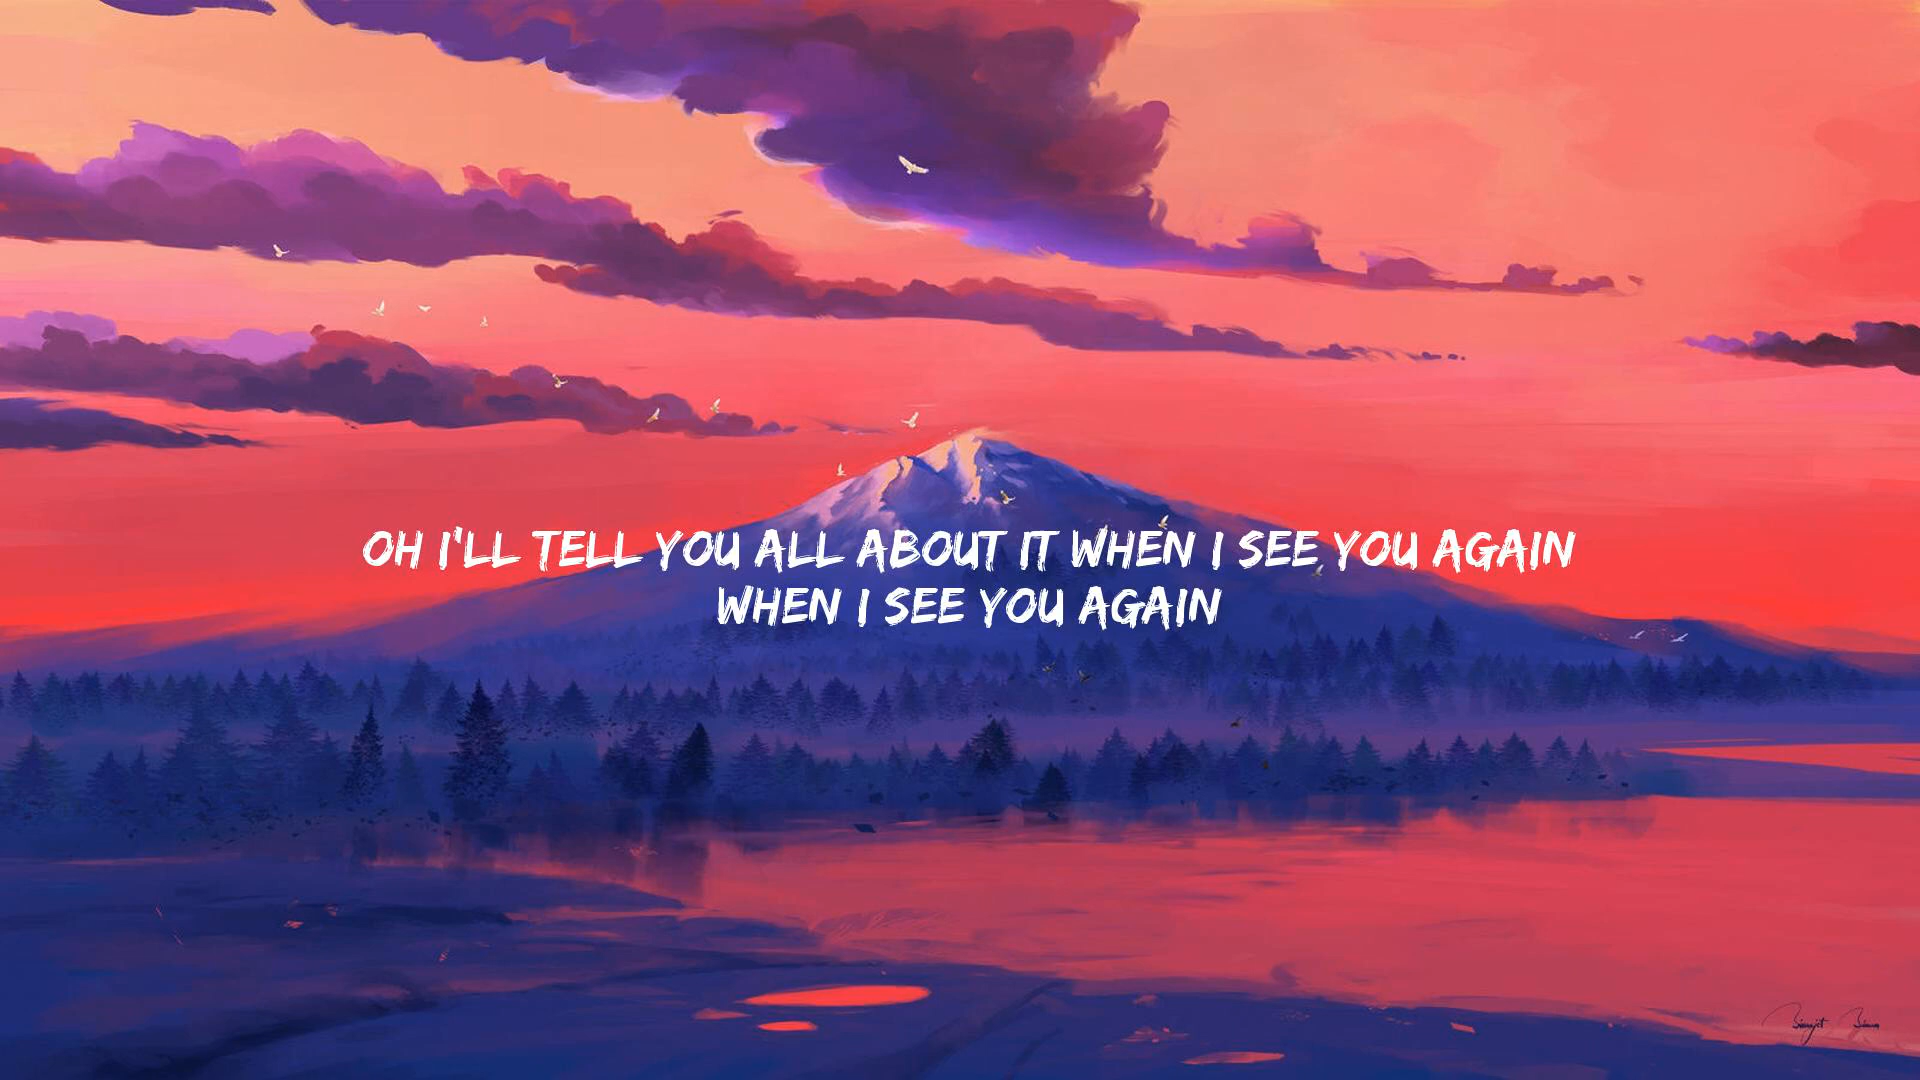 OH I'LL TELL YOU ALL ABOUT IT WHEN I SEE YOU AGAIN
WHEN I SEE YOU AGAIN